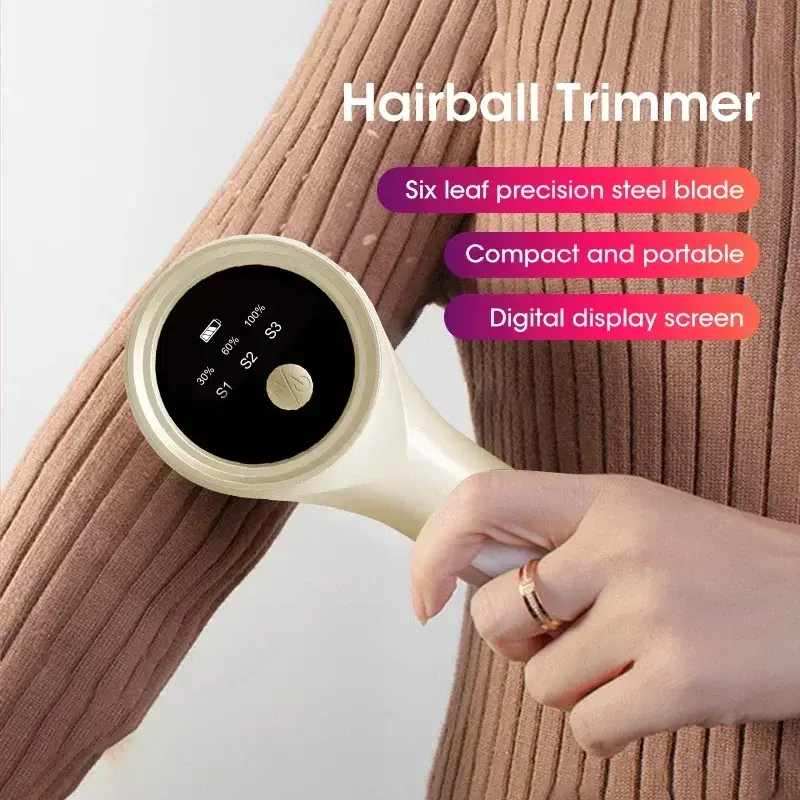 Hairball Trimmer
Six leaf precision steel blade
Compact and portable
Digital display screen
30% 60% 100%
S1 S2 S3